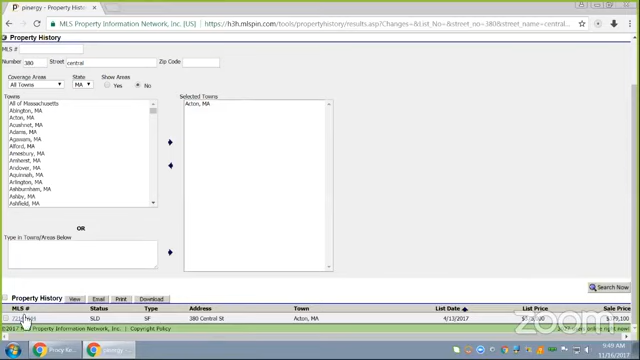 pinergy
MLS Property Information Network, Inc. [US]
https://h3h.mlspin.com/tools/propertyhistory/results.asp?Changes=&List_No=&street_no=380&street_name=central
Property History
MLS #
Number 380 Street central Zip Code
Coverage Areas State Show Areas
All Towns MA Yes No
Towns Selected Towns
All of Massachusetts Acton, MA
Abington, MA
Acton, MA
Acushnet, MA
Adams, MA
Agawam, MA
Alford, MA
Amesbury, MA
Amherst, MA
Andover, MA
Aquinnah, MA
Arlington, MA
Ashburnham, MA
Ashby, MA
Ashfield, MA
OR
Type in Towns/Areas Below
Search Now
Property History View Email Print Download
MLS # Status Type Address Town List Date List Price Sale Price
SLD SF 380 Central St Acton, MA 4/13/2017
Property Information Network, Inc. | Copyright Policy
zoom
Proxy Re... pinergy - ... 9:49 AM
11/16/2017